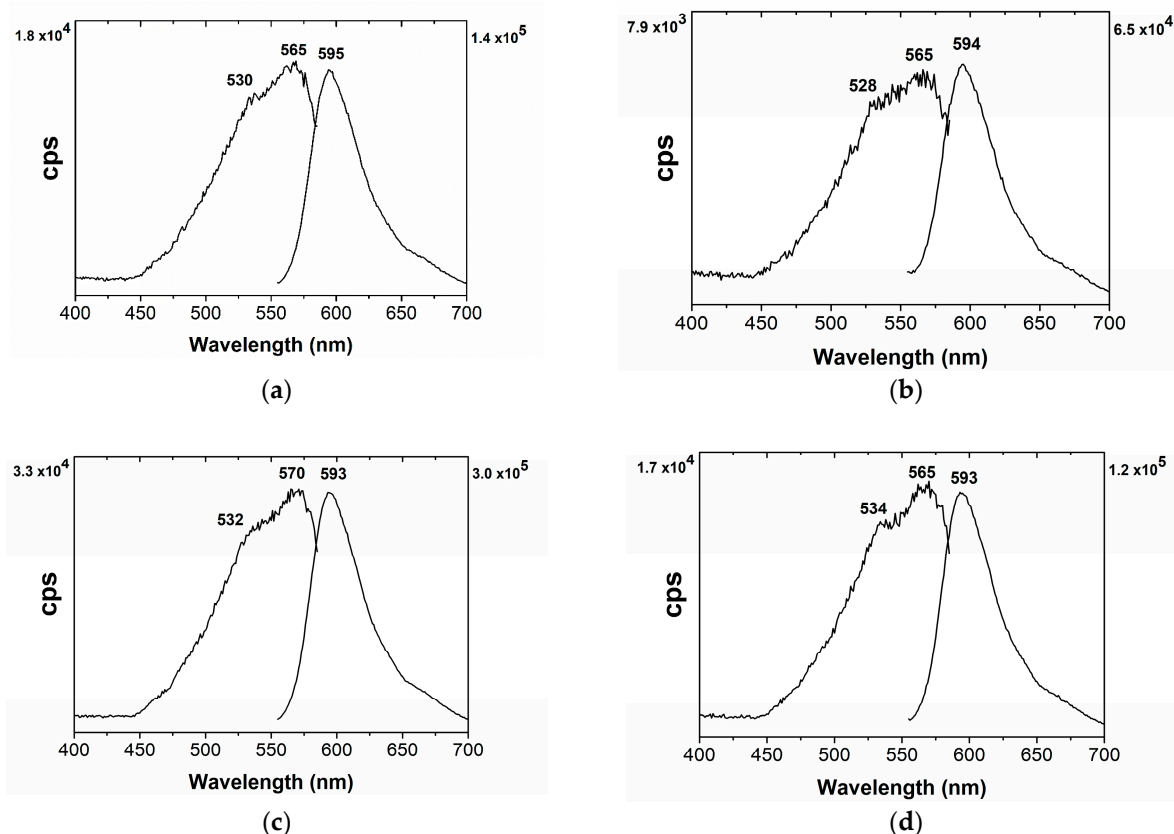 1.8 x10⁴ 530 565 595 1.4 x10⁵
cps
400 450 500 550 600 650 700
Wavelength (nm)
(a)
7.9 x10³ 528 565 594 6.5 x10⁴
cps
400 450 500 550 600 650 700
Wavelength (nm)
(b)
3.3 x10⁴ 532 570 593 3.0 x10⁵
cps
400 450 500 550 600 650 700
Wavelength (nm)
(c)
1.7 x10⁴ 534 565 593 1.2 x10⁵
cps
400 450 500 550 600 650 700
Wavelength (nm)
(d)